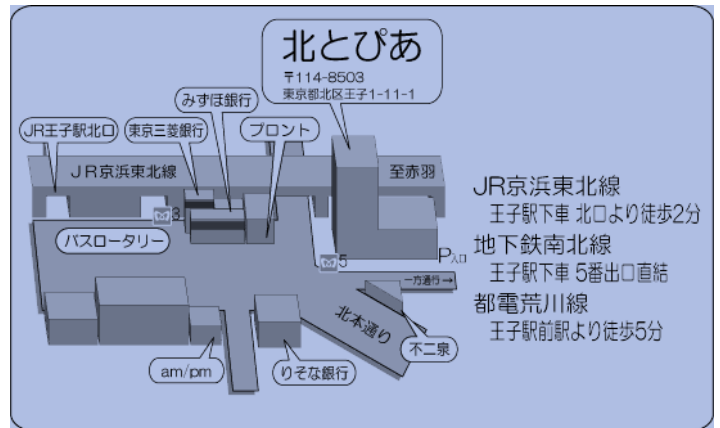 北とぴあ
〒114-8503
東京都北区王子1-11-1
みずほ銀行
JR王子駅北口
東京三菱銀行
プロント
JR京浜東北線
至赤羽
3
バスロータリー
5
P入口
一方通行→
北本通り
不二泉
am/pm
りそな銀行
JR京浜東北線
王子駅下車 北口より徒歩2分
地下鉄南北線
王子駅下車 5番出口直結
都電荒川線
王子駅前駅より徒歩5分